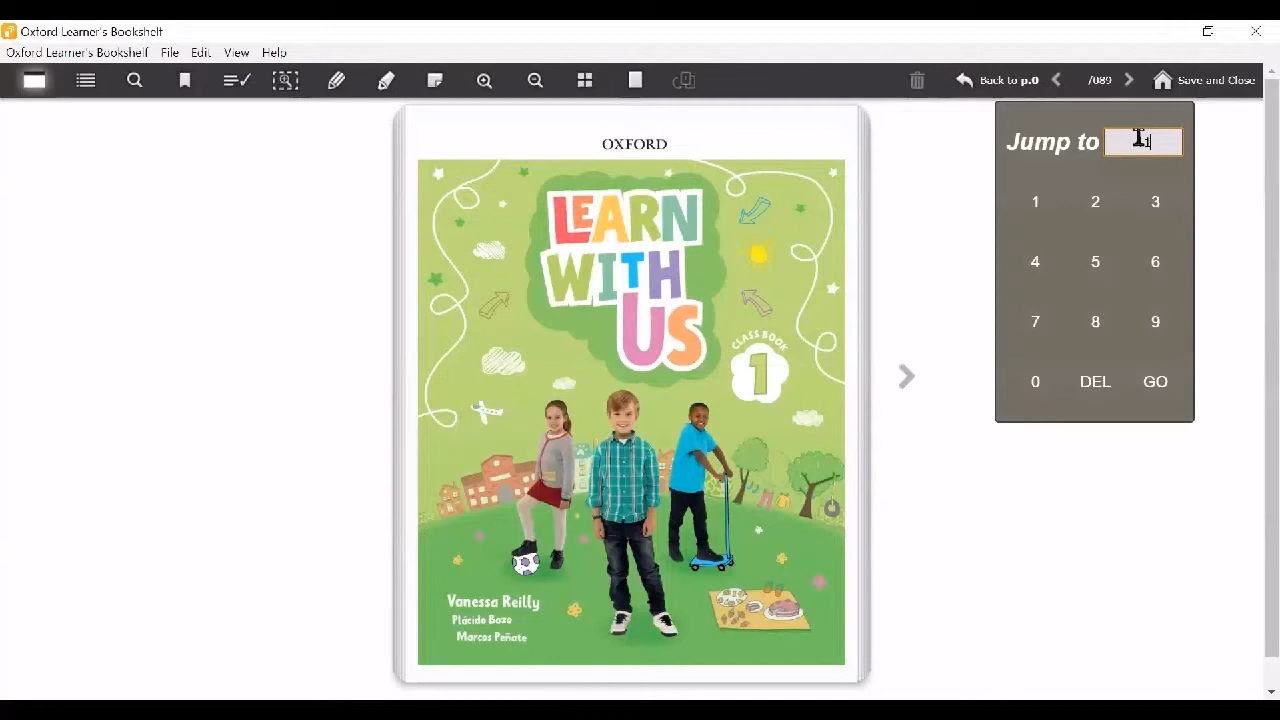 Oxford Learner's Bookshelf
Oxford Learner's Bookshelf File Edit View Help
Back to p.0 /089 Save and Close
Jump to 1
1 2 3
4 5 6
7 8 9
0 DEL GO
OXFORD
LEARN
WITH
US
CLASS BOOK
1
Vanessa Reilly
Plácido Bazo
Marcos Peñate